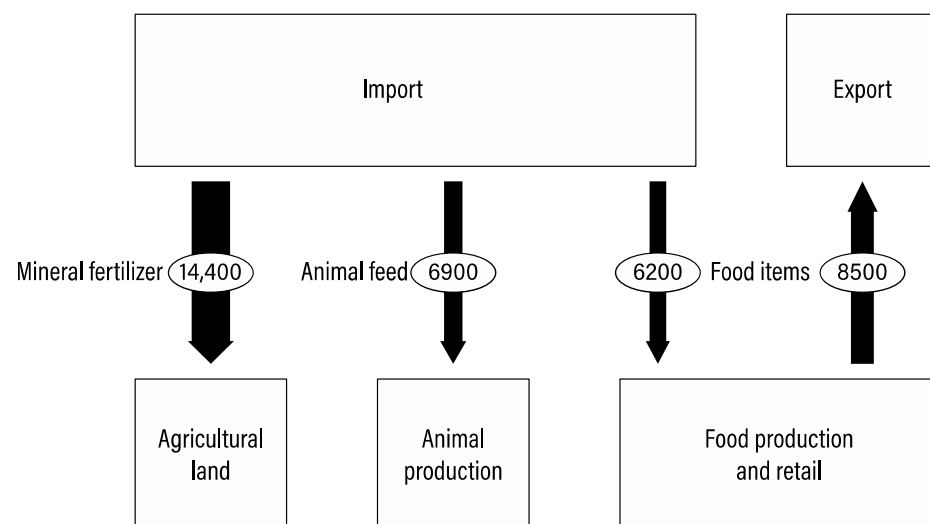 Import
Export
Mineral fertilizer
14,400
Animal feed
6900
6200
Food items
8500
Agricultural
land
Animal
production
Food production
and retail